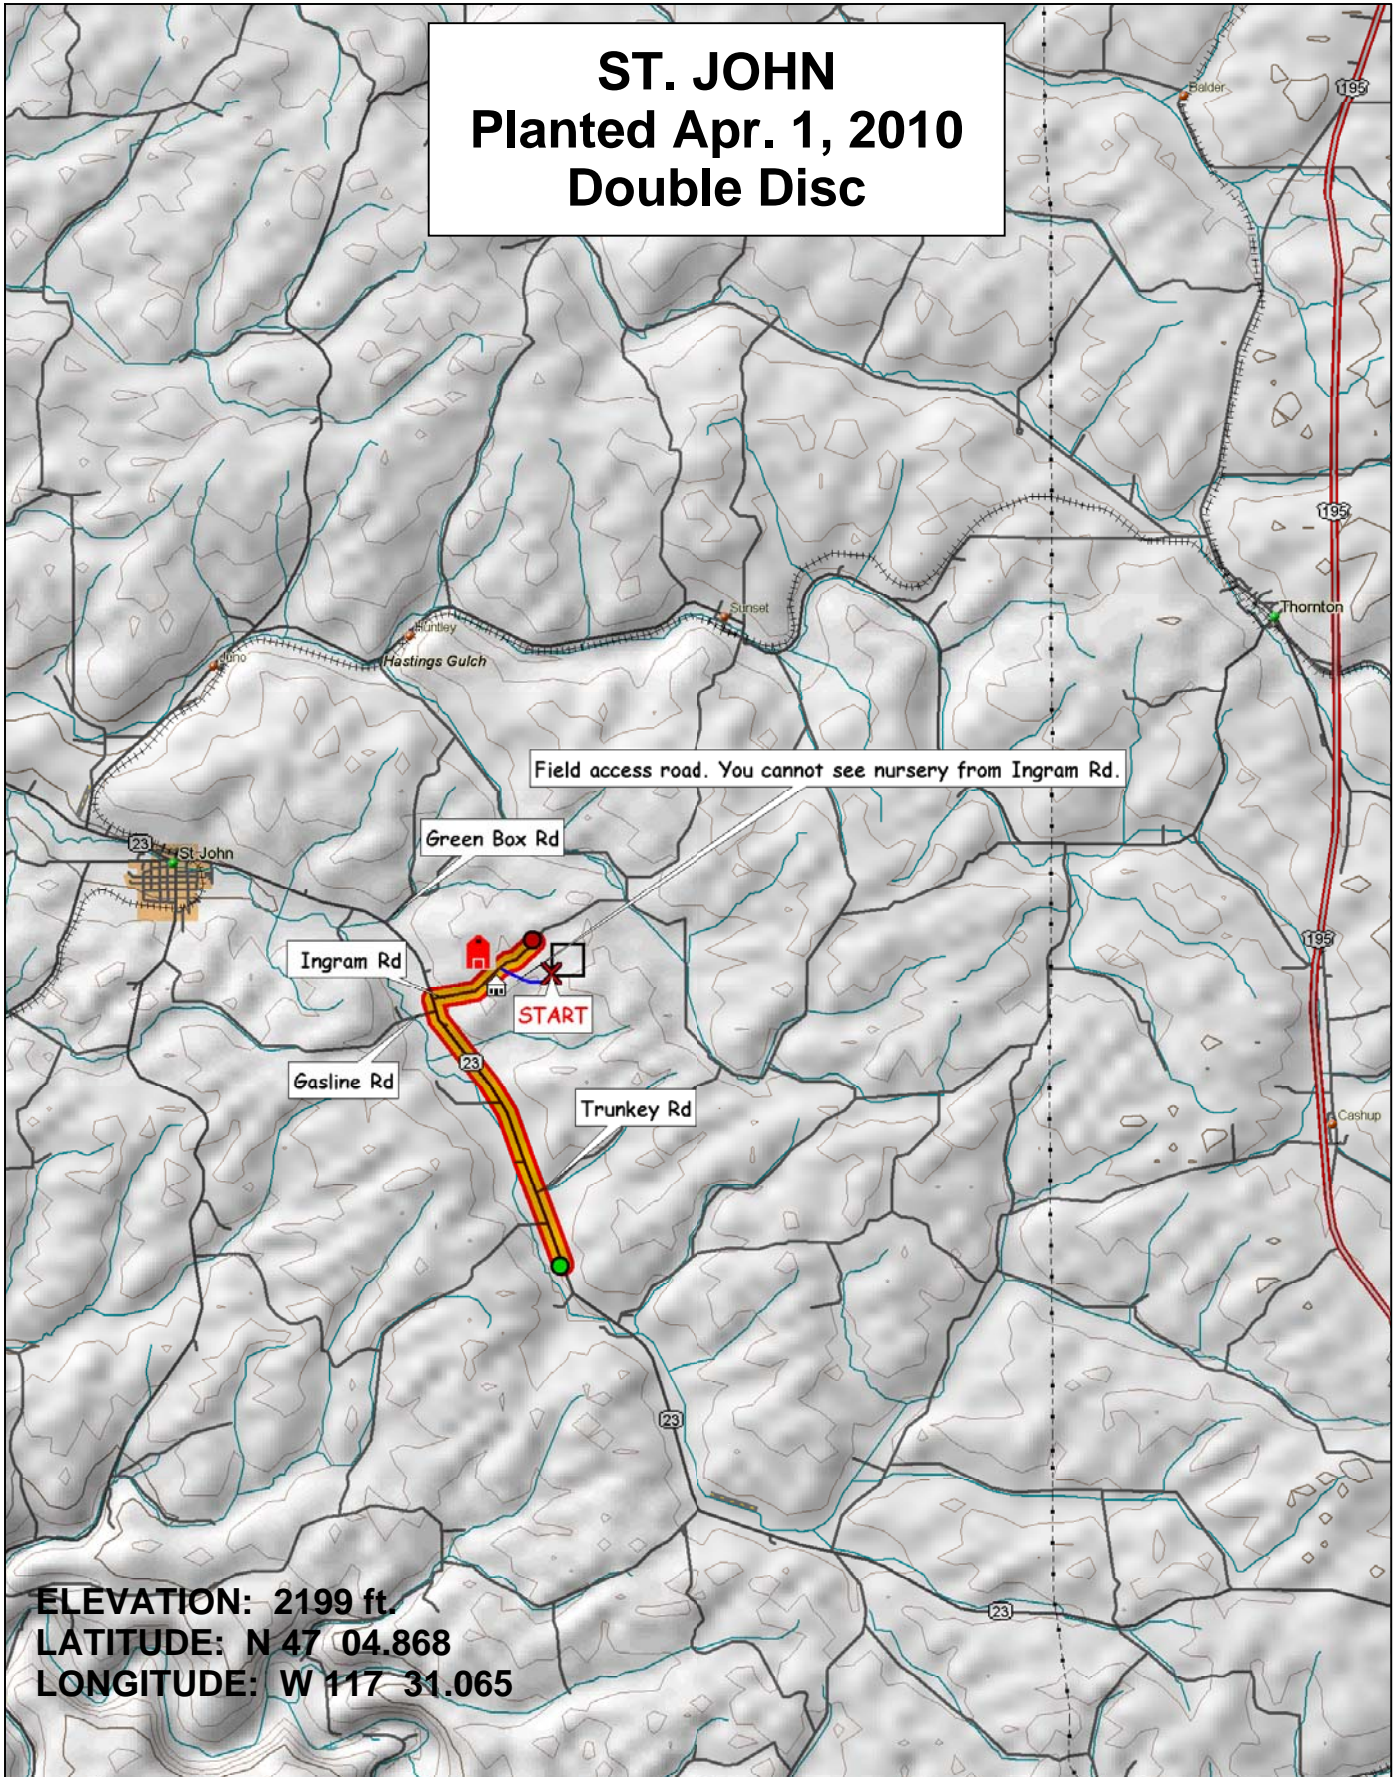 ST. JOHN
Planted Apr. 1, 2010
Double Disc
Balder
195
195
Thornton
Sunset
Huntley
Hastings Gulch
Juno
Field access road. You cannot see nursery from Ingram Rd.
Green Box Rd
23
St John
195
Ingram Rd
START
23
Gasline Rd
Trunkey Rd
Cashup
23
23
ELEVATION: 2199 ft.
LATITUDE: N 47 04.868
LONGITUDE: W 117 31.065